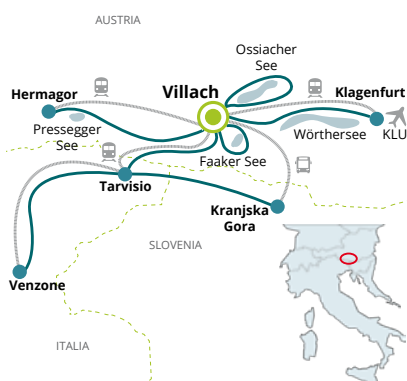 AUSTRIA
Ossiacher
See
Hermagor
Villach
Klagenfurt
Pressegger
See
Wörthersee
KLU
Faaker See
Tarvisio
Kranjska
Gora
SLOVENIA
Venzone
ITALIA